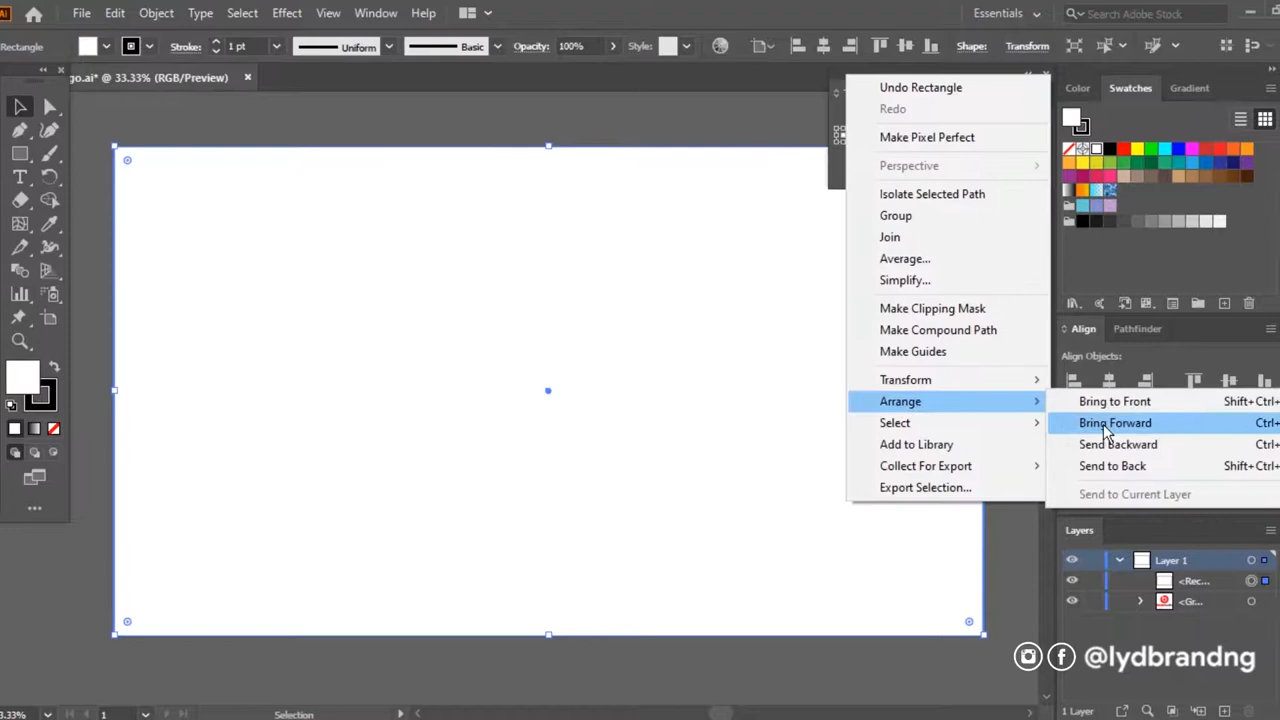 Ai File Edit Object Type Select Effect View Window Help Essentials Search Adobe Stock
Rectangle Stroke: 1 pt Uniform Basic Opacity: 100% Style: Shape: Transform
go.ai* @ 33.33% (RGB/Preview)
Undo Rectangle
Redo
Make Pixel Perfect
Perspective
Isolate Selected Path
Group
Join
Average...
Simplify...
Make Clipping Mask
Make Compound Path
Make Guides
Transform
Arrange
Select
Add to Library
Collect For Export
Export Selection...
Bring to Front Shift+Ctrl+
Bring Forward Ctrl+
Send Backward Ctrl+
Send to Back Shift+Ctrl+
Send to Current Layer
Color Swatches Gradient
Align Pathfinder
Align Objects:
Layers
Layer 1
<Rec...
<Gr...
@lydbrandng
1 Layer
3.33% 1 Selection